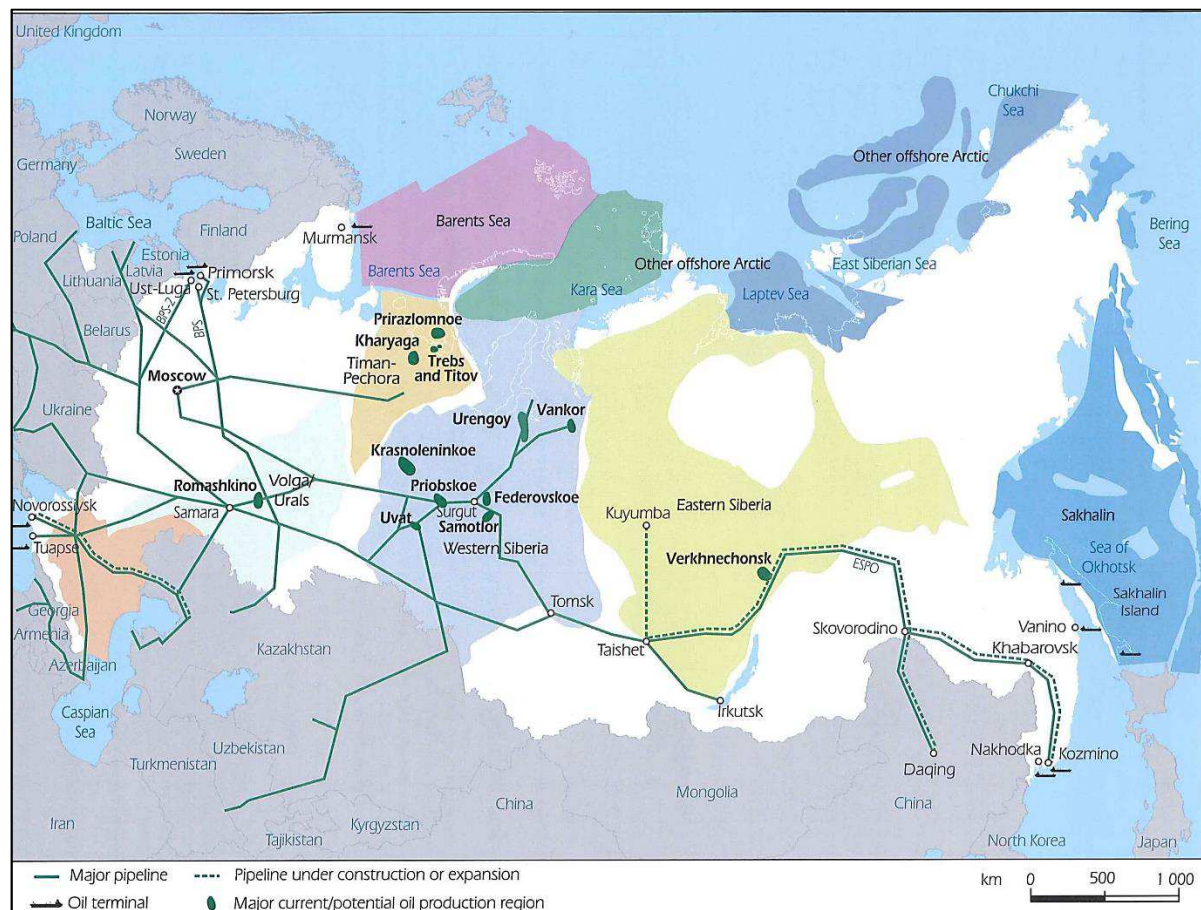 United Kingdom
Norway
Sweden
Germany
Baltic Sea
Finland
Poland
Estonia
Latvia
Lithuania
Primorsk
Ust-Luga
St. Petersburg
Belarus
BPS-2
BPS
Murmansk
Barents Sea
Barents Sea
Kara Sea
Other offshore Arctic
Laptev Sea
East Siberian Sea
Other offshore Arctic
Chukchi
Sea
Bering
Sea
Prirazlomnoe
Kharyaga
Timan-
Pechora
Trebs
and Titov
Moscow
Ukraine
Urengoy
Vankor
Krasnoleninkoe
Romashkino
Volga/
Urals
Priobskoe
Federovskoe
Surgut
Samotlor
Uvat
Western Siberia
Novorossiysk
Samara
Tuapse
Eastern Siberia
Kuyumba
Verkhnechonsk
ESPO
Sakhalin
Sea of
Okhotsk
Sakhalin
Island
Georgia
Armenia
Azerbaijan
Kazakhstan
Tomsk
Taishet
Skovorodino
Vanino
Khabarovsk
Irkutsk
Caspian
Sea
Uzbekistan
Turkmenistan
Daqing
Nakhodka
Kozmino
Mongolia
China
China
Iran
Tajikistan
Kyrgyzstan
North Korea
Japan
Major pipeline
Pipeline under construction or expansion
Oil terminal
Major current/potential oil production region
km 0 500 1 000